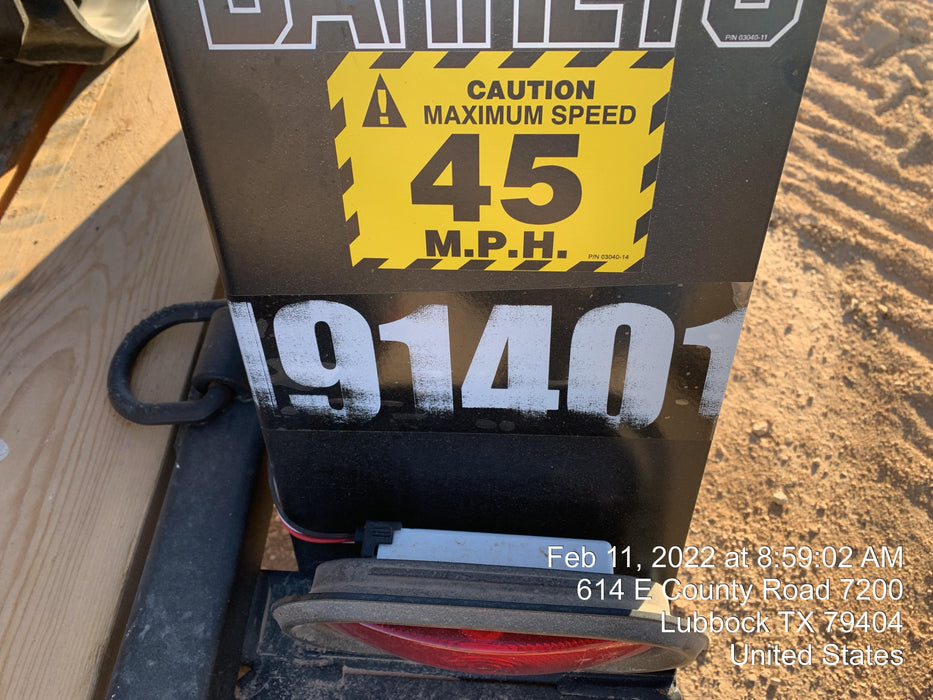 BARRETO
P/N 03040-11
CAUTION
MAXIMUM SPEED
45
M.P.H.
P/N 03040-14
91401
Feb 11, 2022 at 8:59:02 AM
614 E County Road 7200
Lubbock TX 79404
United States